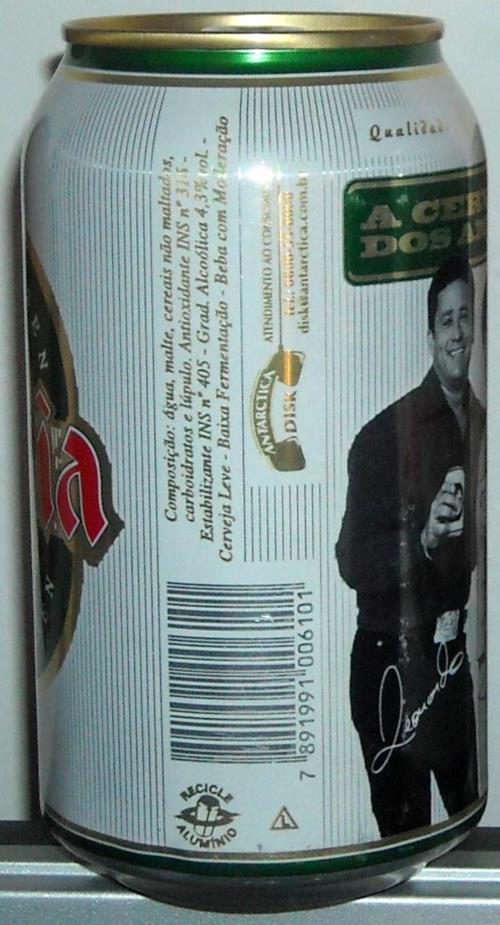 Qualidad
A CER
DOS A
Composição: água, malte, cereais não maltados,
carboidratos e lúpulo. Antioxidante INS nº 316 -
Estabilizante INS nº 405 - Grad. Alcoólica 4,3% vol. -
Cerveja Leve - Baixa Fermentação - Beba com Moderação
ATENDIMENTO AO CONSUMIDOR
disk@antarctica.com.br
ANTARCTICA
DISK
Leonardo
7 891991 006101
RECICLE
ALUMÍNIO